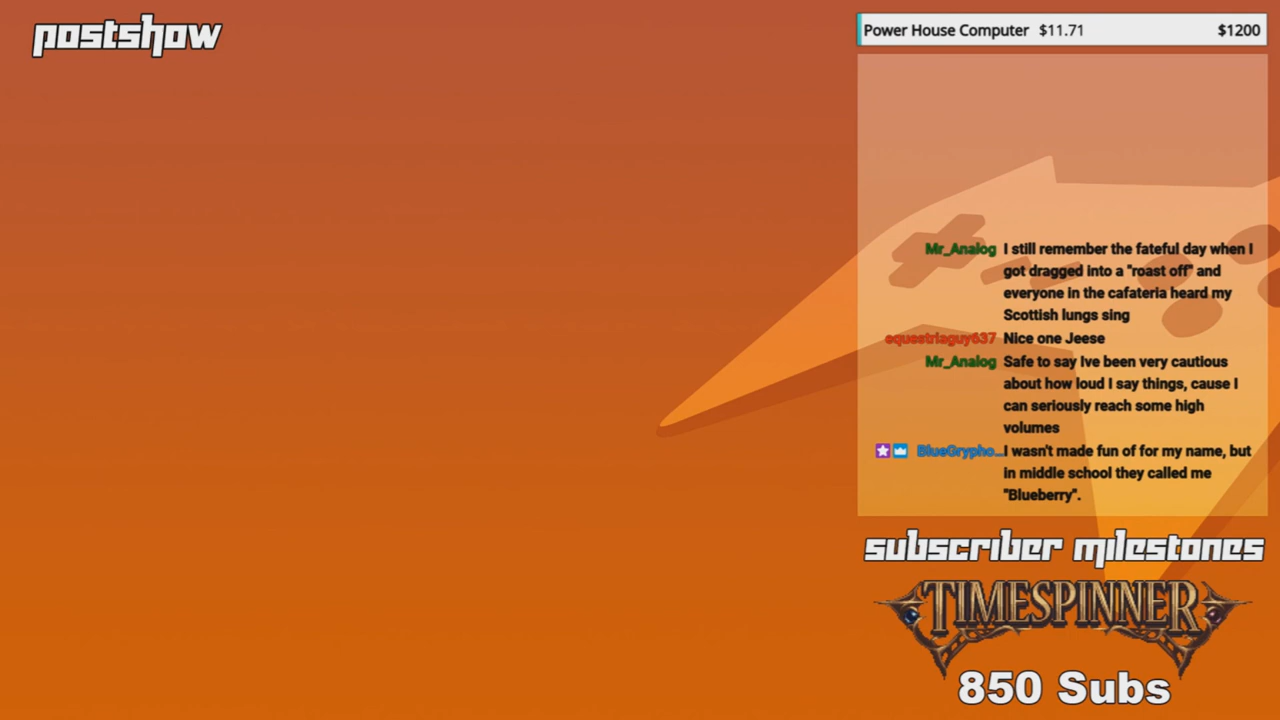 postshow
Power House Computer $11.71 $1200
Mr_Analog I still remember the fateful day when I
got dragged into a "roast off" and
everyone in the cafateria heard my
Scottish lungs sing
equestriaguy637 Nice one Jeese
Mr_Analog Safe to say Ive been very cautious
about how loud I say things, cause I
can seriously reach some high
volumes
BlueGrypho... I wasn't made fun of for my name, but
in middle school they called me
"Blueberry".
subscriber milestones
TIMESPINNER
850 Subs